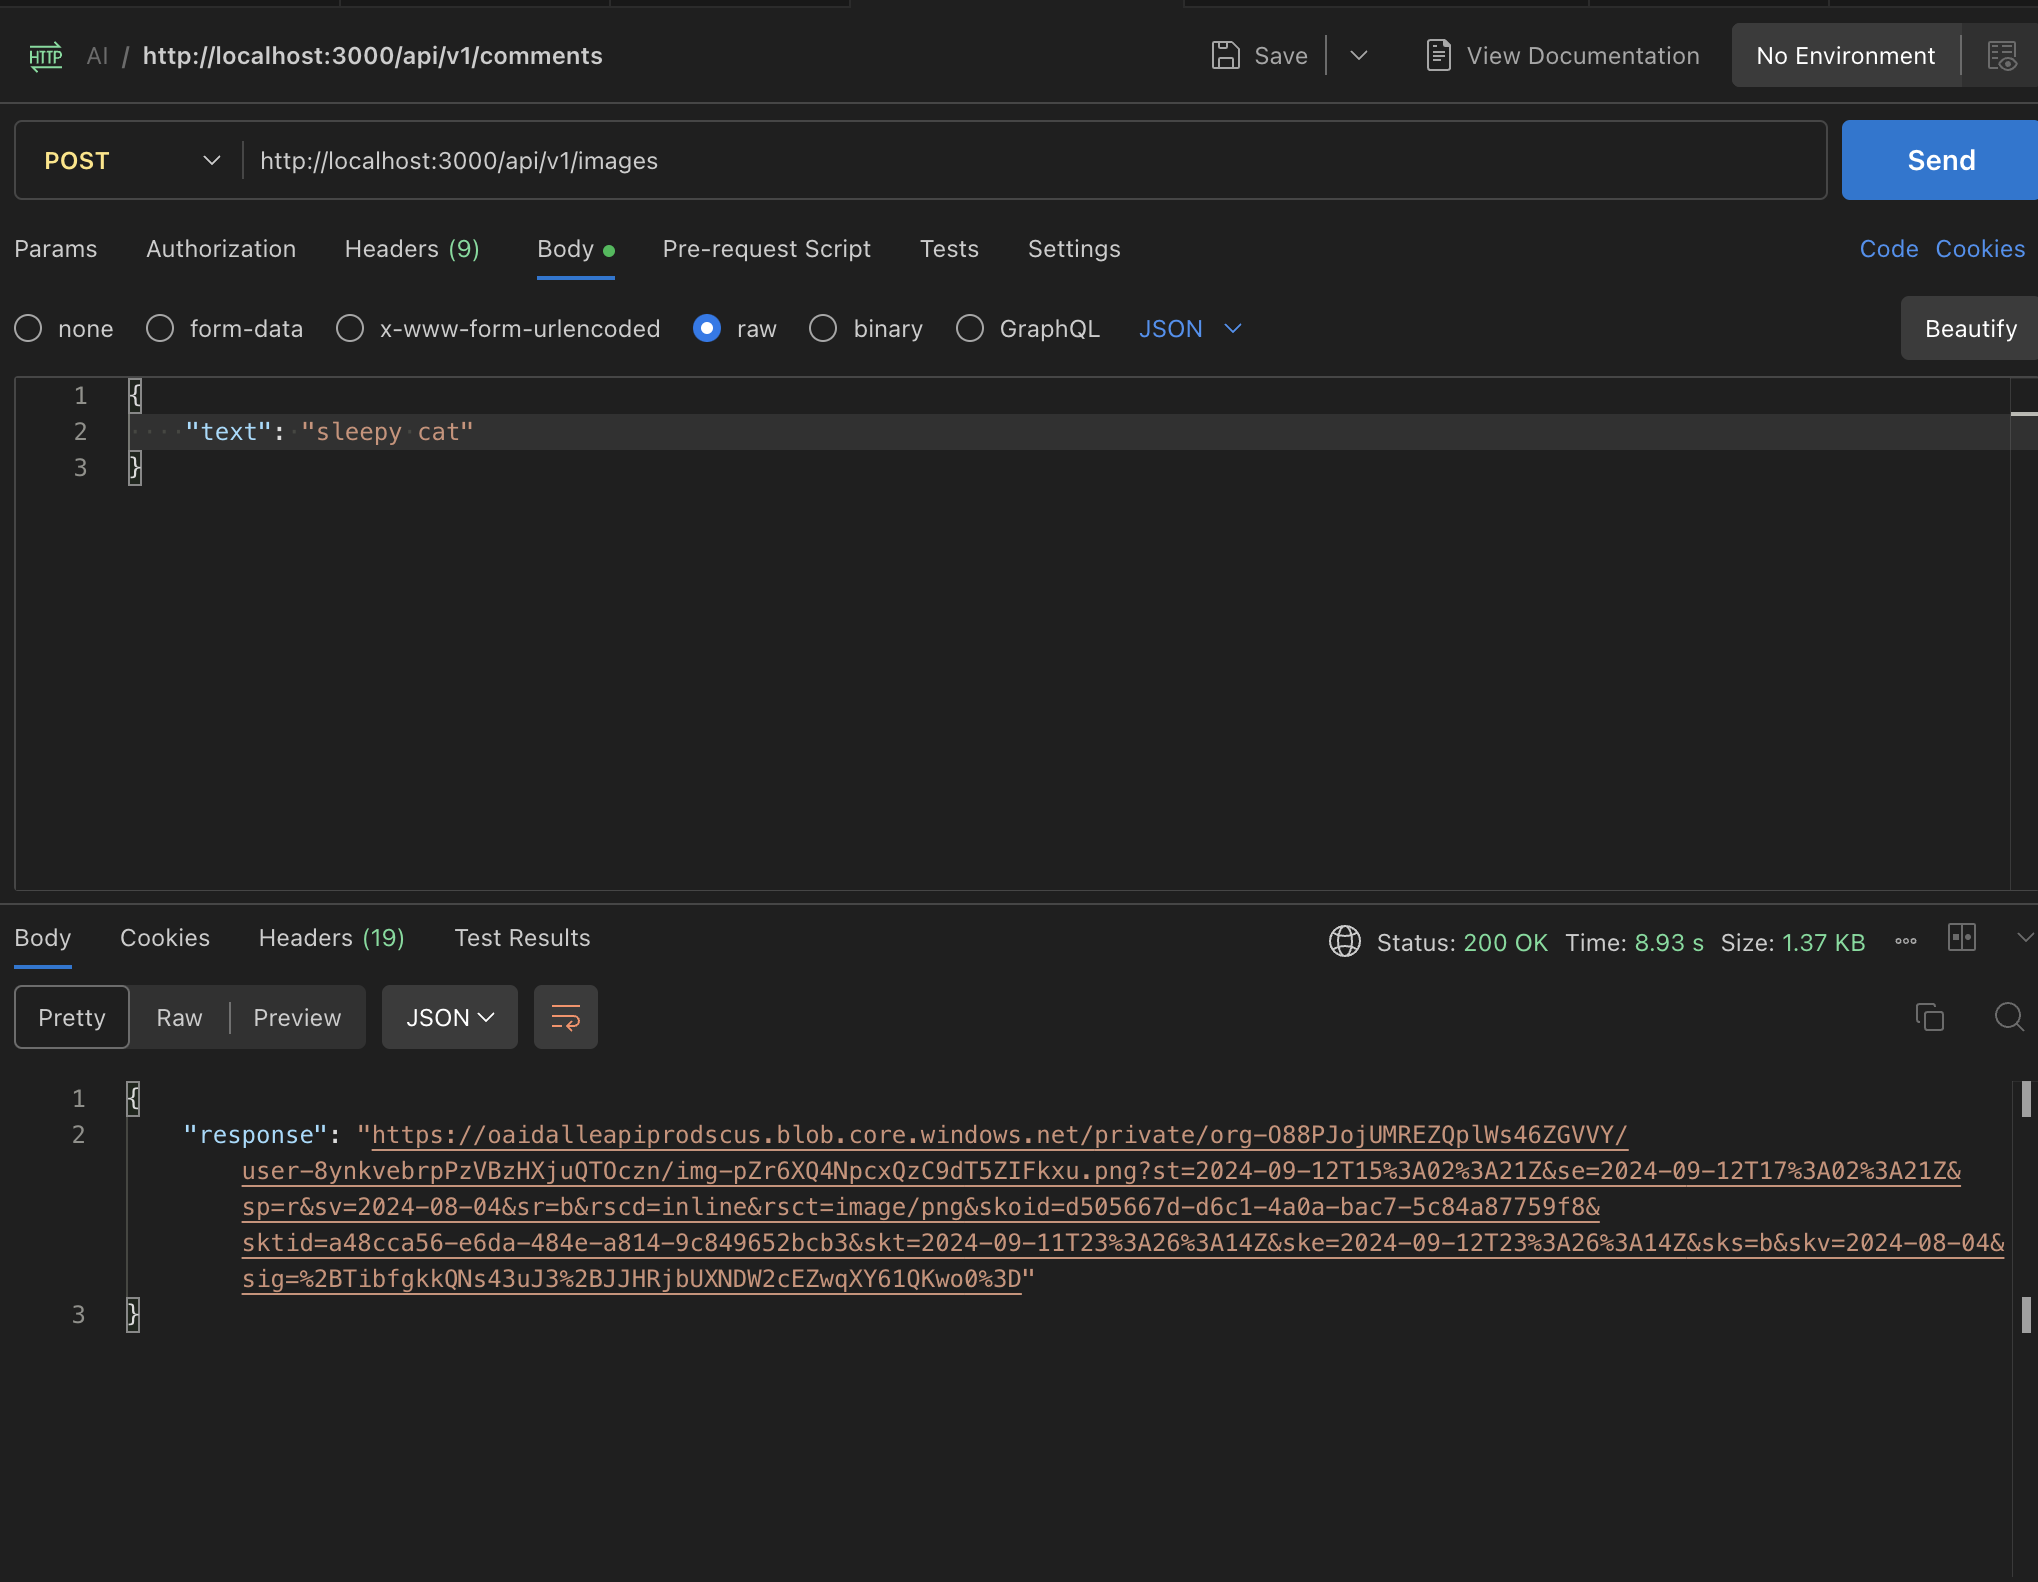 HTTP AI / http://localhost:3000/api/v1/comments Save View Documentation No Environment
POST http://localhost:3000/api/v1/images Send
Params Authorization Headers (9) Body Pre-request Script Tests Settings Code Cookies
none form-data x-www-form-urlencoded raw binary GraphQL JSON Beautify
1 {
2 "text": "sleepy cat"
3 }
Body Cookies Headers (19) Test Results Status: 200 OK Time: 8.93 s Size: 1.37 KB
Pretty Raw Preview JSON
1 {
2 "response": "https://oaidalleapiprodscus.blob.core.windows.net/private/org-O88PJojUMREZQplWs46ZGVVY/
user-8ynkvebrpPzVBzHXjuQTOczn/img-pZr6XQ4NpcxQzC9dT5ZIFkxu.png?st=2024-09-12T15%3A02%3A21Z&se=2024-09-12T17%3A02%3A21Z&
sp=r&sv=2024-08-04&sr=b&rscd=inline&rsct=image/png&skoid=d505667d-d6c1-4a0a-bac7-5c84a87759f8&
sktid=a48cca56-e6da-484e-a814-9c849652bcb3&skt=2024-09-11T23%3A26%3A14Z&ske=2024-09-12T23%3A26%3A14Z&sks=b&skv=2024-08-04&
sig=%2BTibfgkkQNs43uJ3%2BJJHRjbUXNDW2cEZwqXY61QKwo0%3D"
3 }